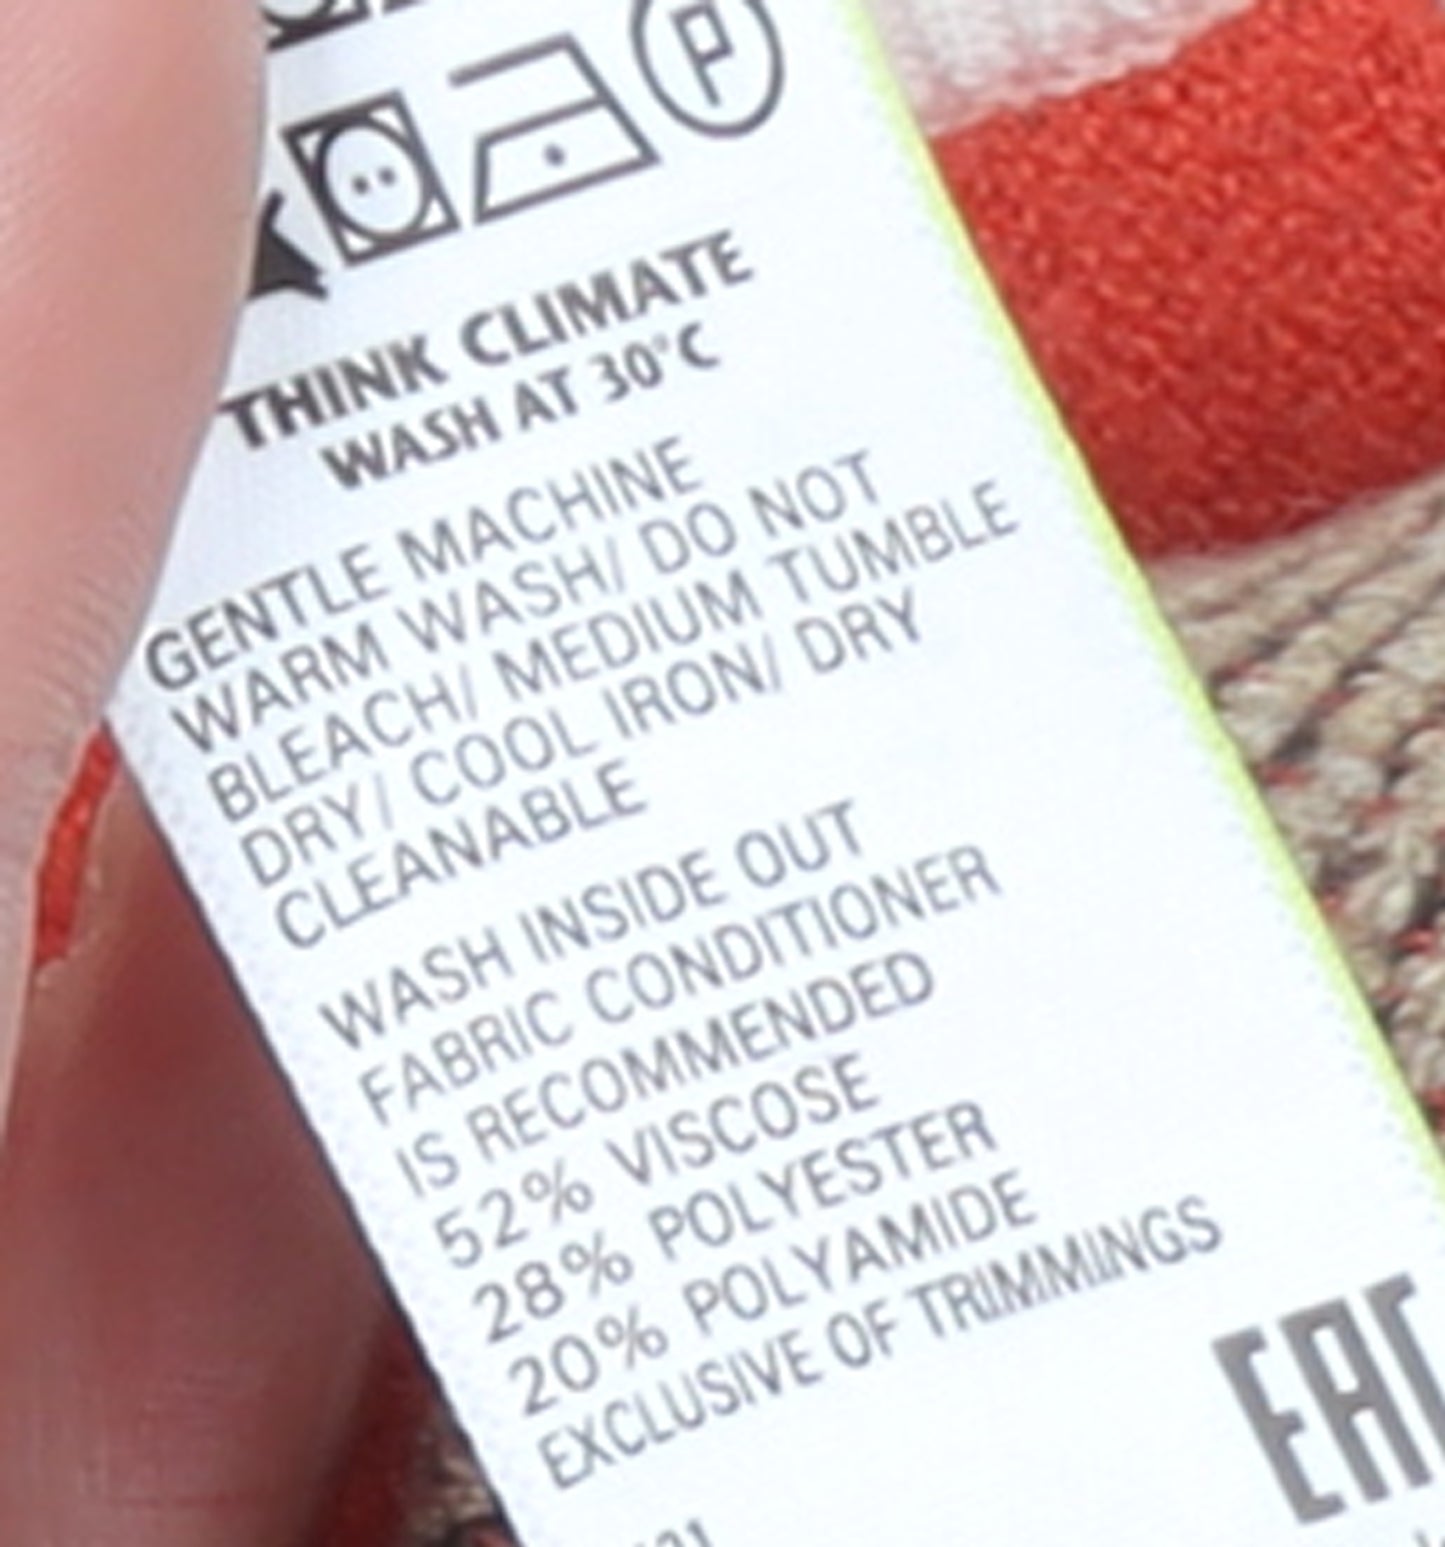 P
THINK CLIMATE
WASH AT 30°C
GENTLE MACHINE
WARM WASH/ DO NOT
BLEACH/ MEDIUM TUMBLE
DRY/ COOL IRON/ DRY
CLEANABLE
WASH INSIDE OUT
FABRIC CONDITIONER
IS RECOMMENDED
52% VISCOSE
28% POLYESTER
20% POLYAMIDE
EXCLUSIVE OF TRIMMINGS
EAC